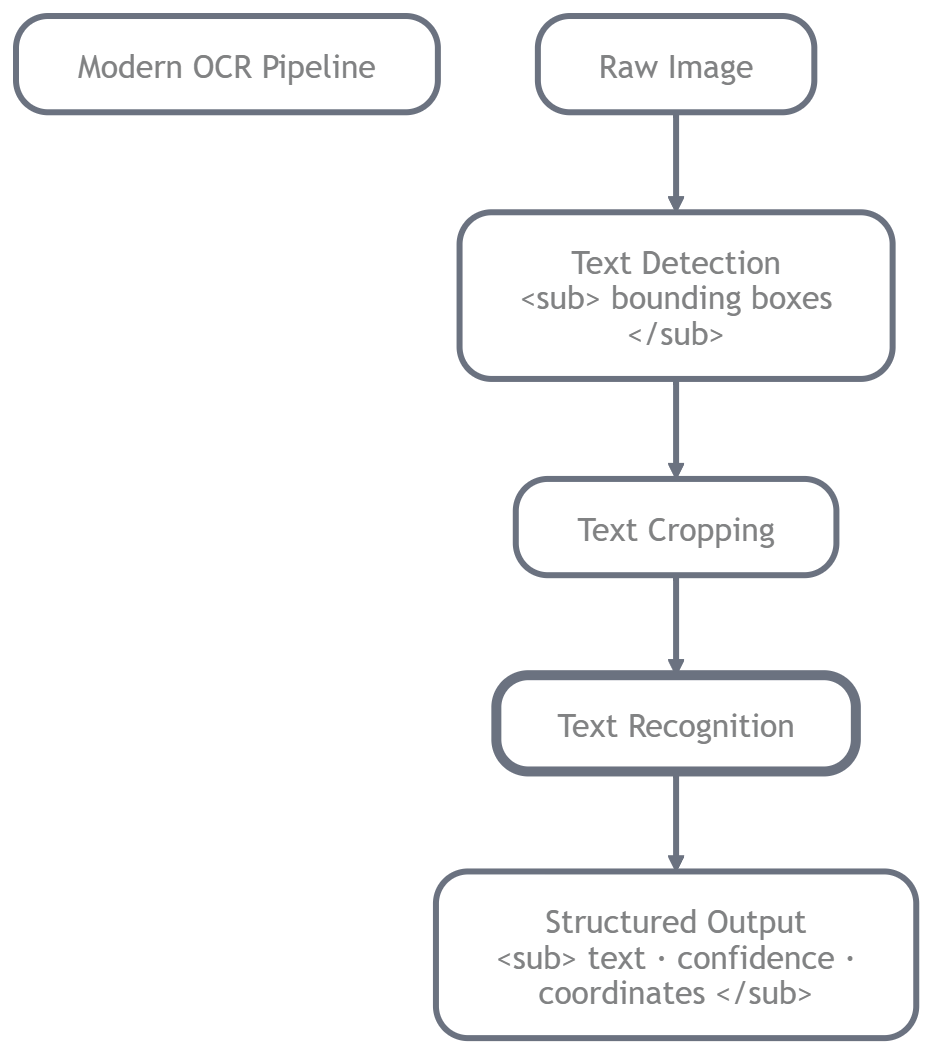 Modern OCR Pipeline
Raw Image
Text Detection
<sub> bounding boxes
</sub>
Text Cropping
Text Recognition
Structured Output
<sub> text · confidence ·
coordinates </sub>